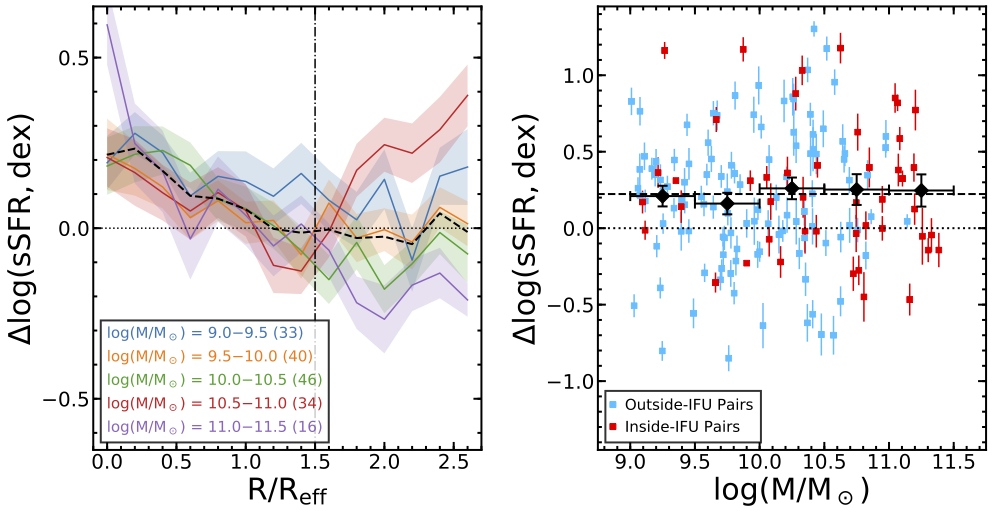 0.5
0.0
−0.5
Δlog(sSFR, dex)
log(M/M⊙) = 9.0−9.5 (33)
log(M/M⊙) = 9.5−10.0 (40)
log(M/M⊙) = 10.0−10.5 (46)
log(M/M⊙) = 10.5−11.0 (34)
log(M/M⊙) = 11.0−11.5 (16)
0.0 0.5 1.0 1.5 2.0 2.5
R/Reff
1.0
0.5
0.0
−0.5
−1.0
Δlog(sSFR, dex)
Outside-IFU Pairs
Inside-IFU Pairs
9.0 9.5 10.0 10.5 11.0 11.5
log(M/M⊙)